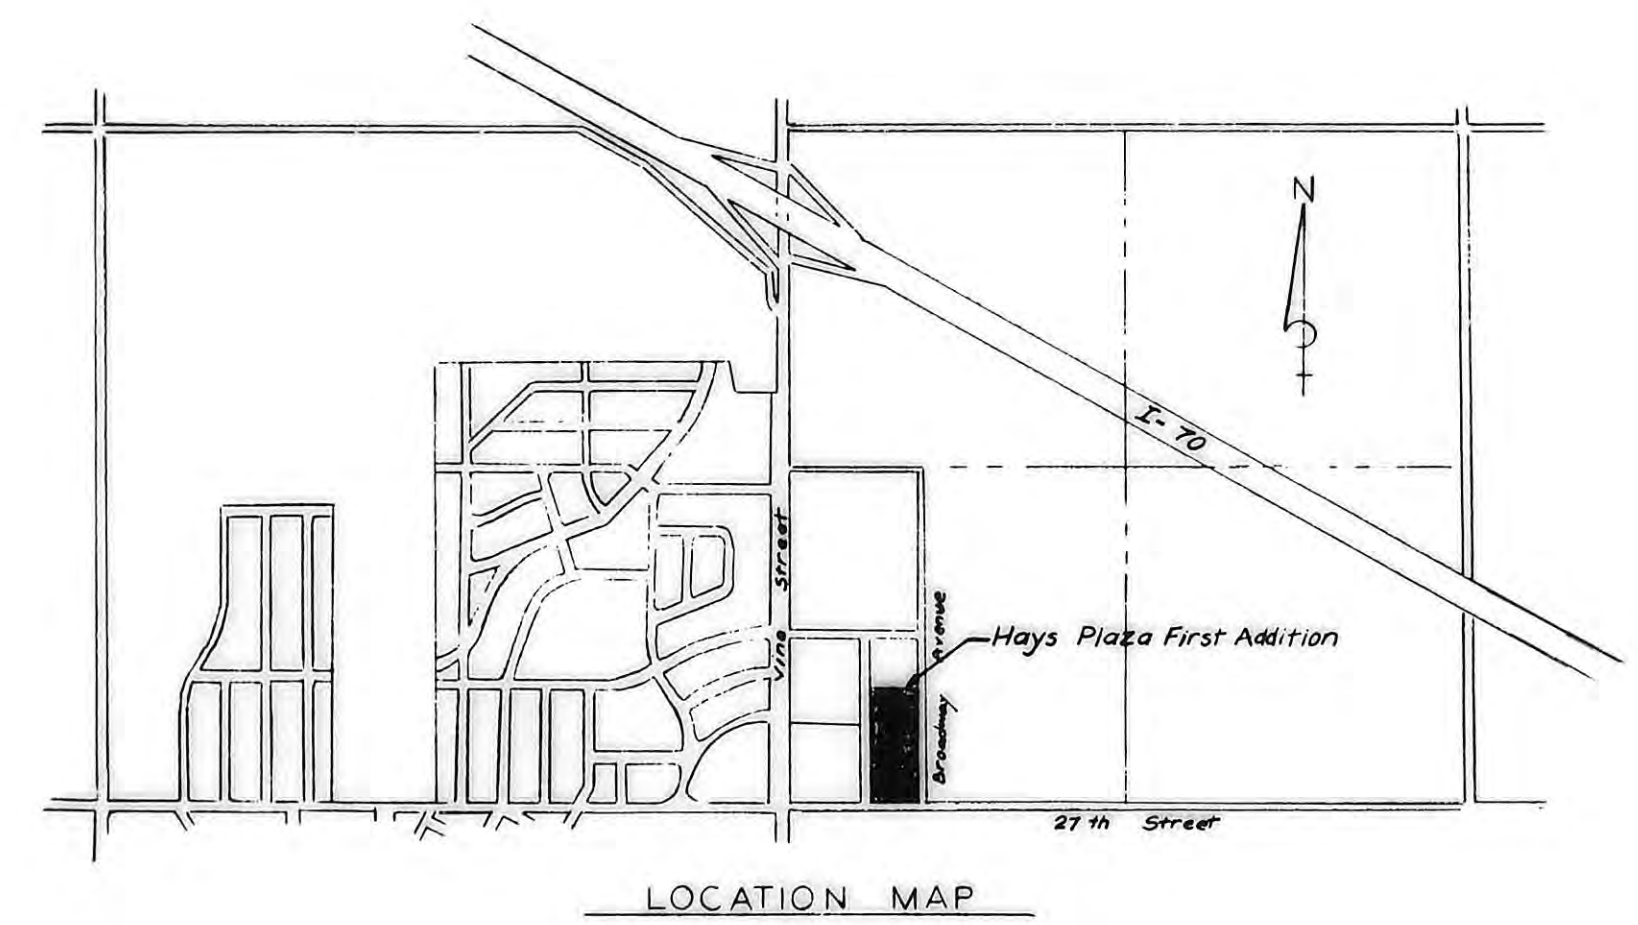 N
I-70
Vine Street
Broadway Avenue
Hays Plaza First Addition
27th Street
LOCATION MAP